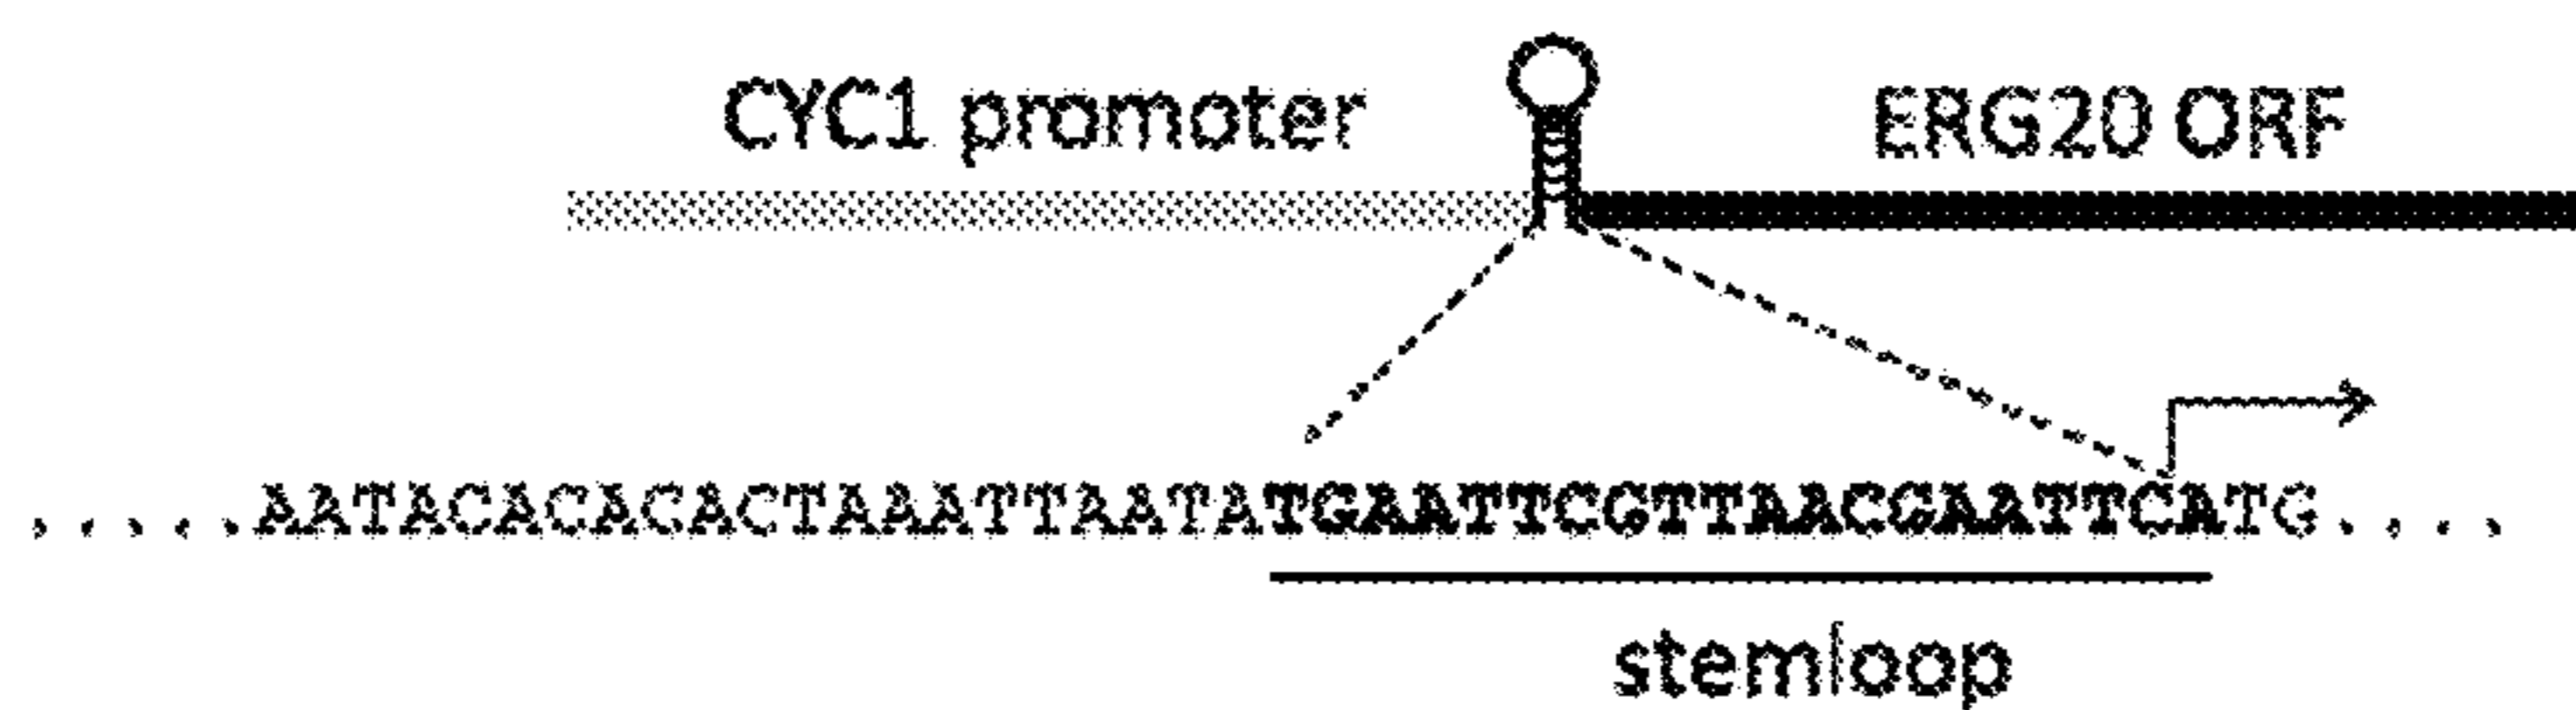 CYC1 promoter ERG20 ORF
.....AATACACACACTAAATTAATATGAATTCGTTAACGAATTCATG....
stemloop